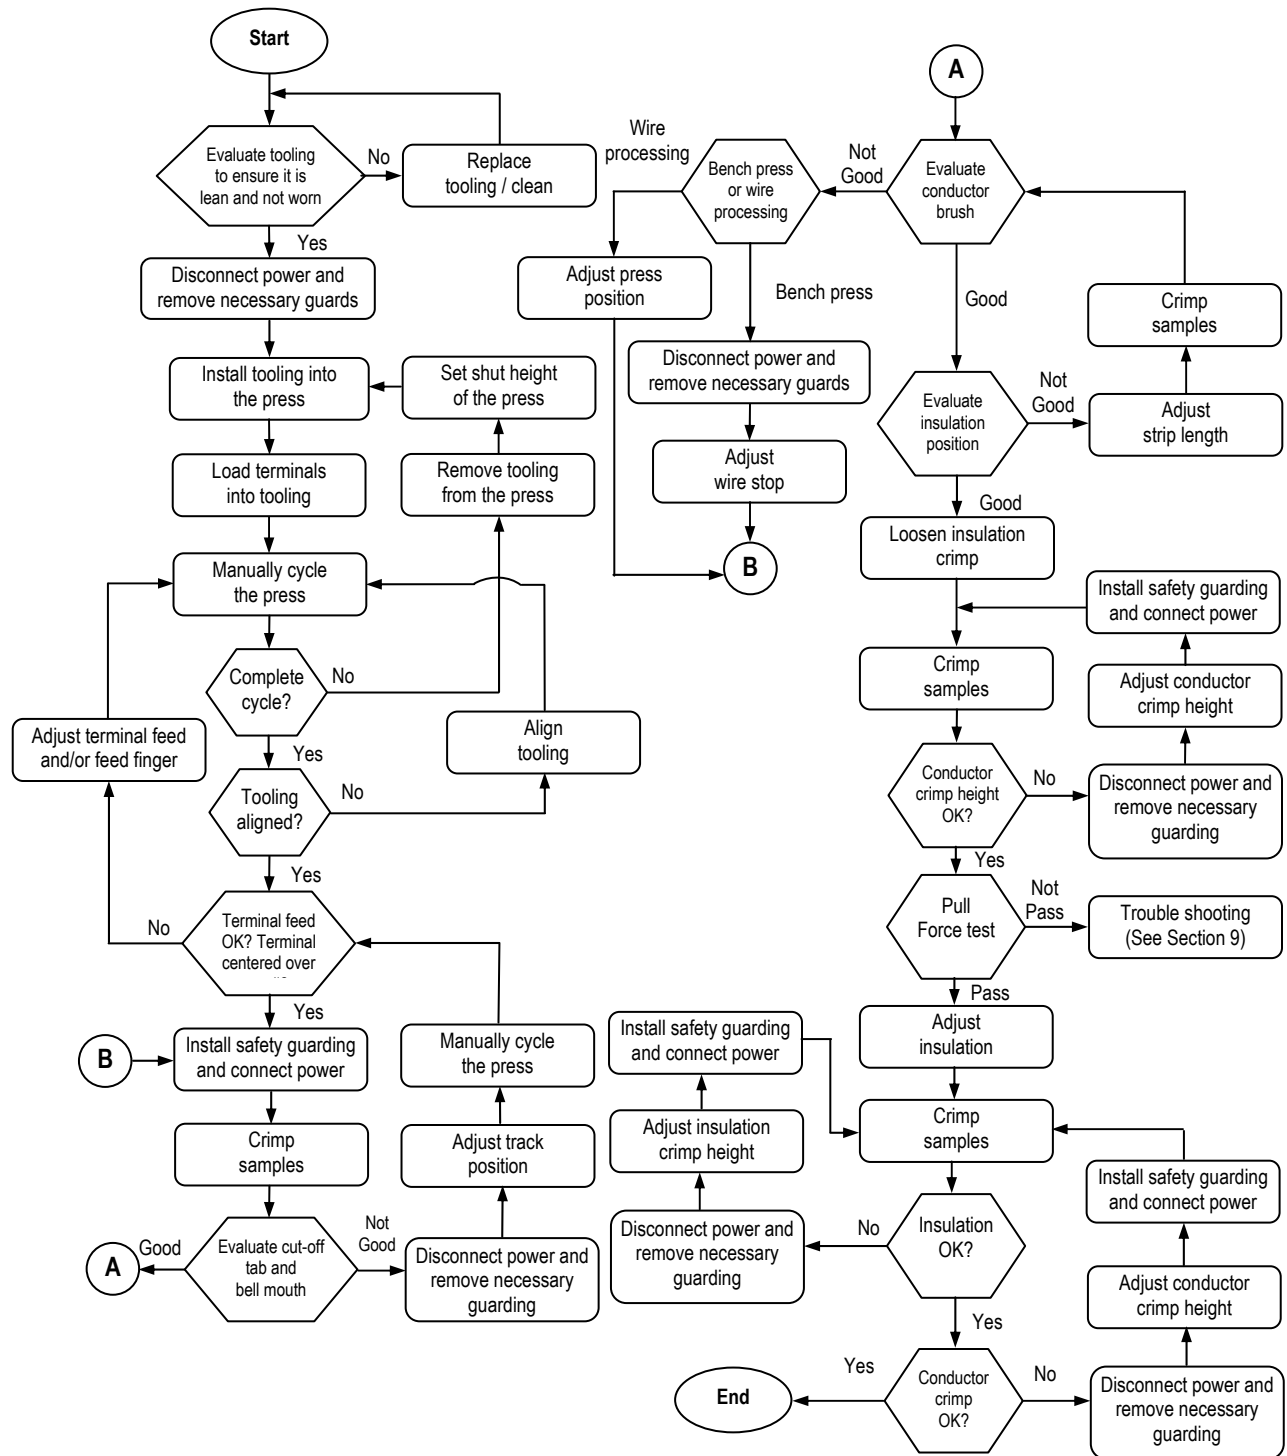 Start
Evaluate tooling
to ensure it is
lean and not worn
No
Replace
tooling / clean
Yes
Disconnect power and
remove necessary guards
Install tooling into
the press
Set shut height
of the press
Load terminals
into tooling
Remove tooling
from the press
Manually cycle
the press
Complete
cycle?
No
Yes
Adjust terminal feed
and/or feed finger
Align
tooling
Tooling
aligned?
No
Yes
Terminal feed
OK? Terminal
centered over
No
Yes
B
Install safety guarding
and connect power
Manually cycle
the press
Crimp
samples
Adjust track
position
A
Good
Evaluate cut-off
tab and
bell mouth
Not
Good
Disconnect power and
remove necessary
guarding
A
Evaluate
conductor
brush
Not
Good
Bench press
or wire
processing
Wire
processing
Adjust press
position
Bench press
Disconnect power and
remove necessary guards
Adjust
wire stop
B
Good
Crimp
samples
Evaluate
insulation
position
Not
Good
Adjust
strip length
Good
Loosen insulation
crimp
Install safety guarding
and connect power
Crimp
samples
Adjust conductor
crimp height
Conductor
crimp height
OK?
No
Disconnect power and
remove necessary
guarding
Yes
Pull
Force test
Not
Pass
Trouble shooting
(See Section 9)
Pass
Adjust
insulation
Install safety guarding
and connect power
Crimp
samples
Adjust insulation
crimp height
Install safety guarding
and connect power
Insulation
OK?
No
Disconnect power and
remove necessary
guarding
Adjust conductor
crimp height
Yes
Conductor
crimp
OK?
Yes
End
No
Disconnect power and
remove necessary
guarding